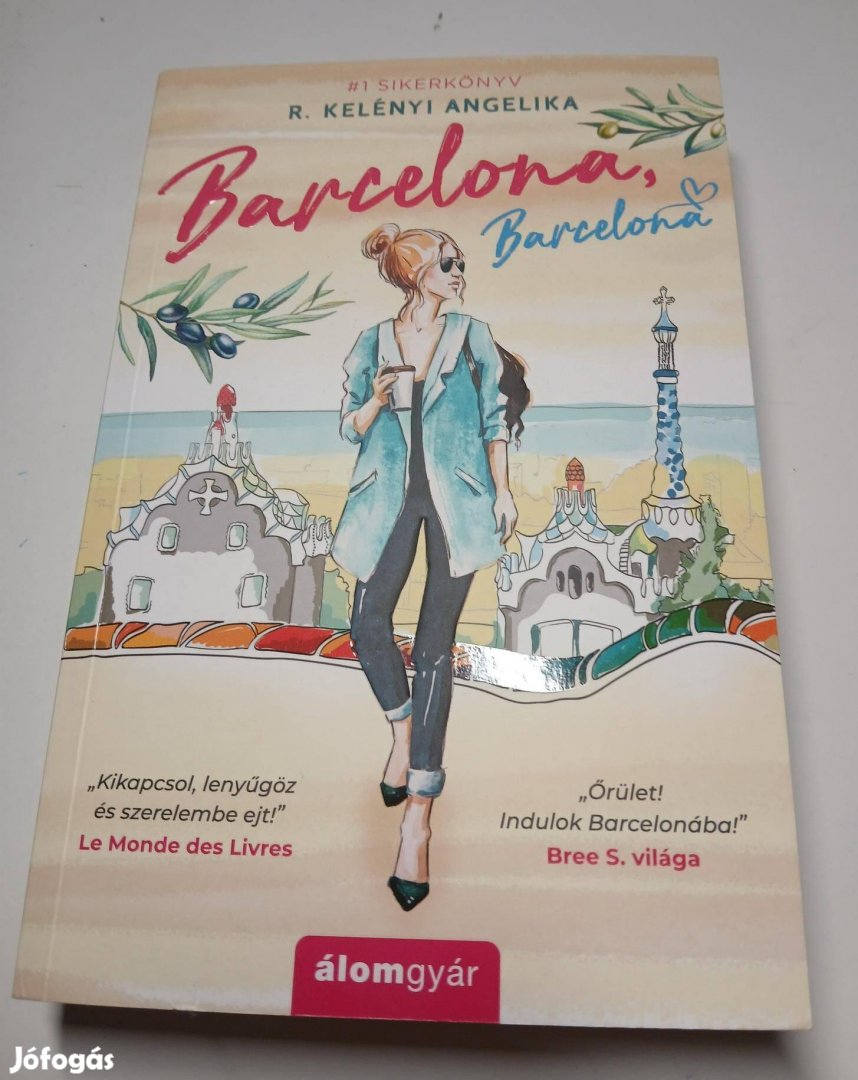 #1 SIKERKÖNYV
R. KELÉNYI ANGELIKA
Barcelona,
Barcelona
„Kikapcsol, lenyűgöz
és szerelembe ejt!”
Le Monde des Livres
„Őrület!
Indulok Barcelonába!”
Bree S. világa
álomgyár
Jófogás